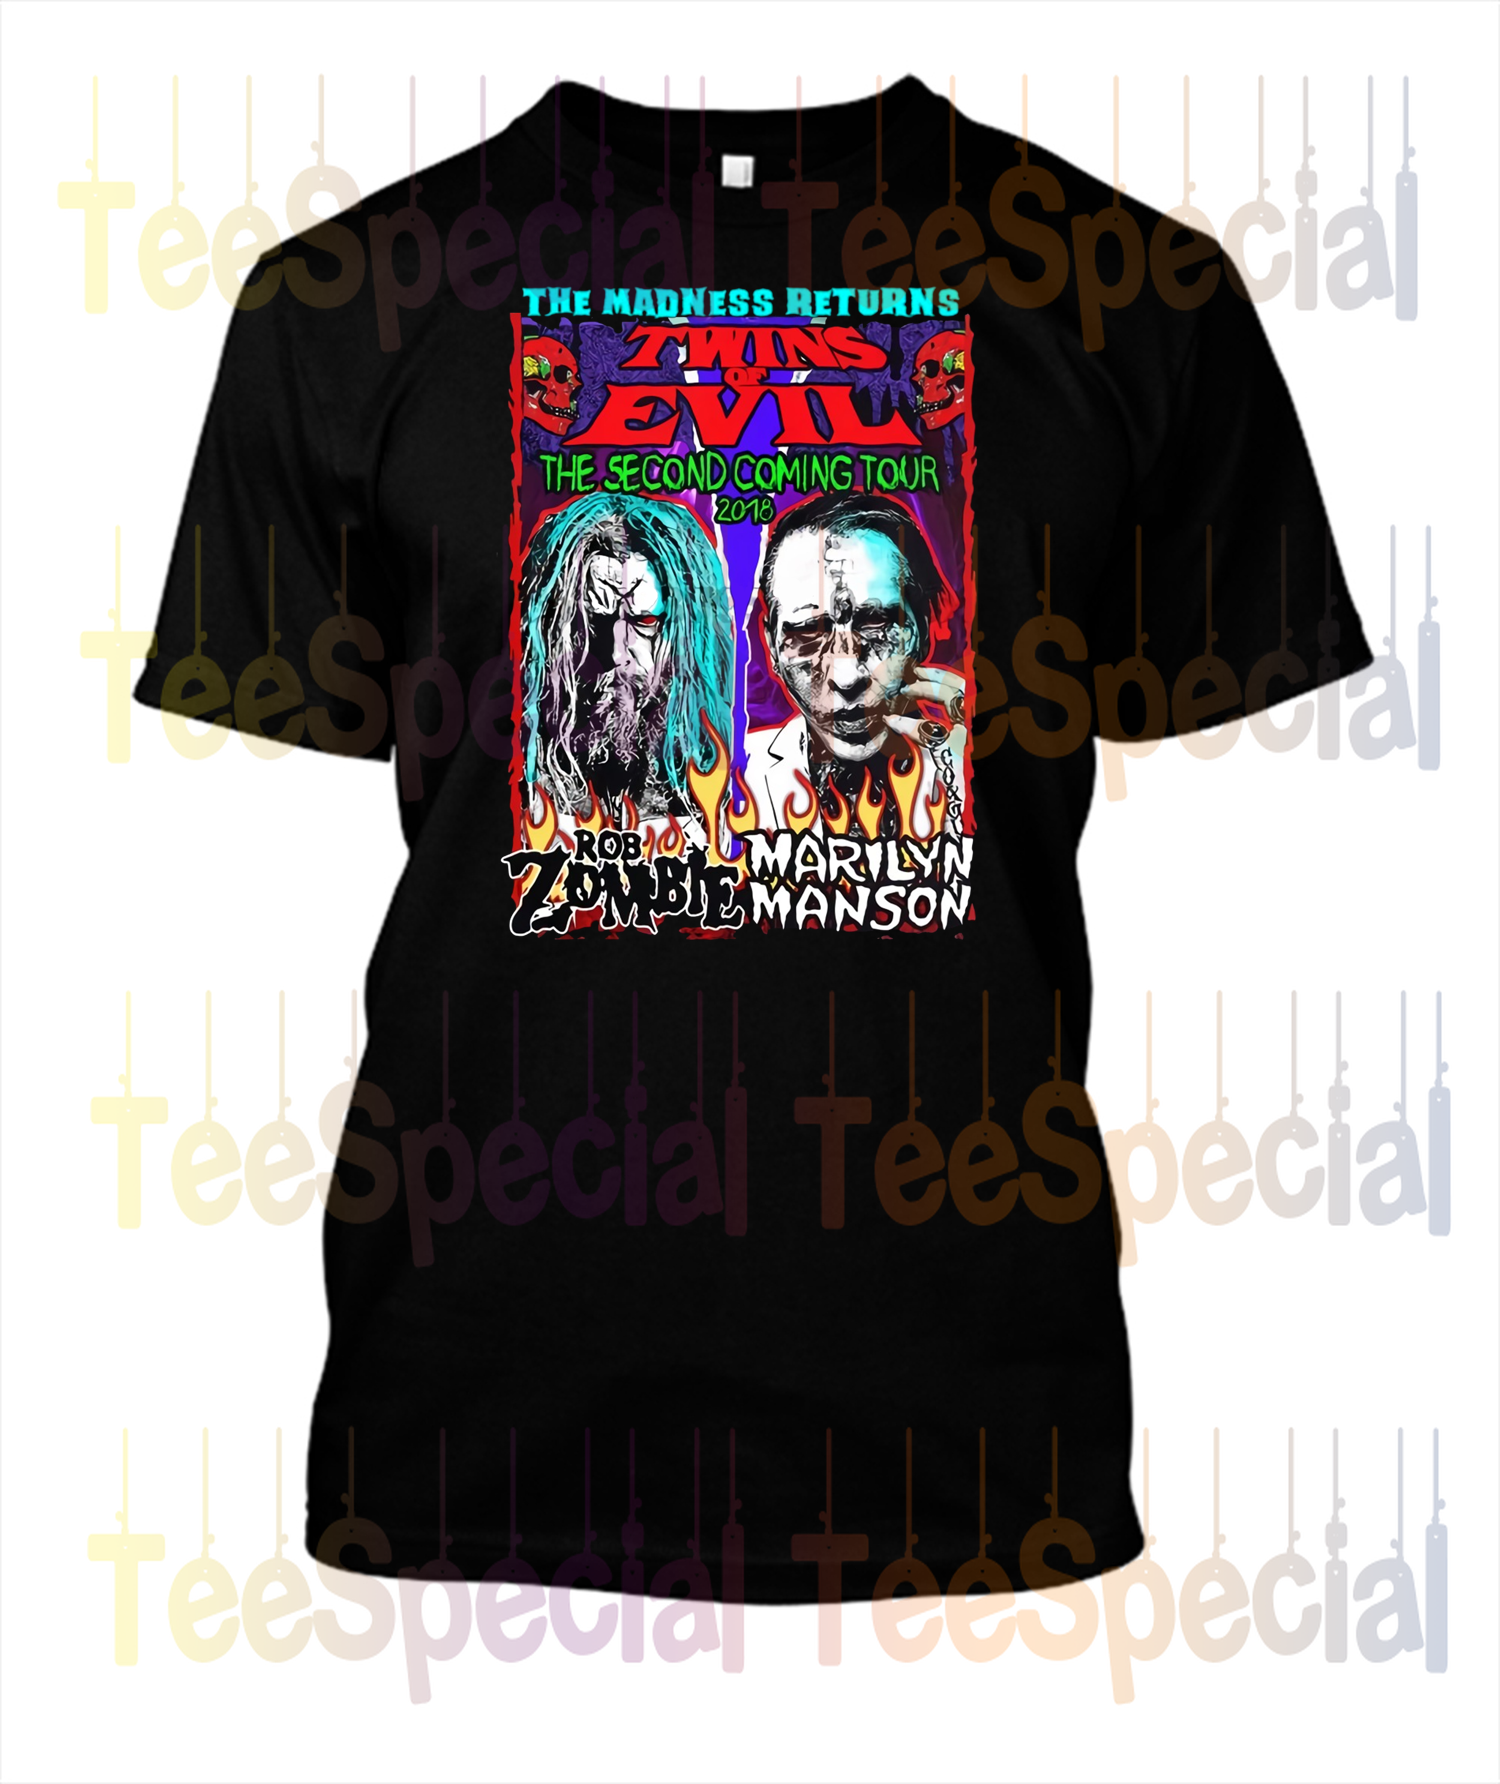 TeeSpecial TeeSpecial
THE MADNESS RETURNS
TWINS
OF
EVIL
THE SECOND COMING TOUR
2018
TeeSpecial TeeSpecial
ROB
ZOMBIE
MARILYN
MANSON
TeeSpecial TeeSpecial
TeeSpecial TeeSpecial